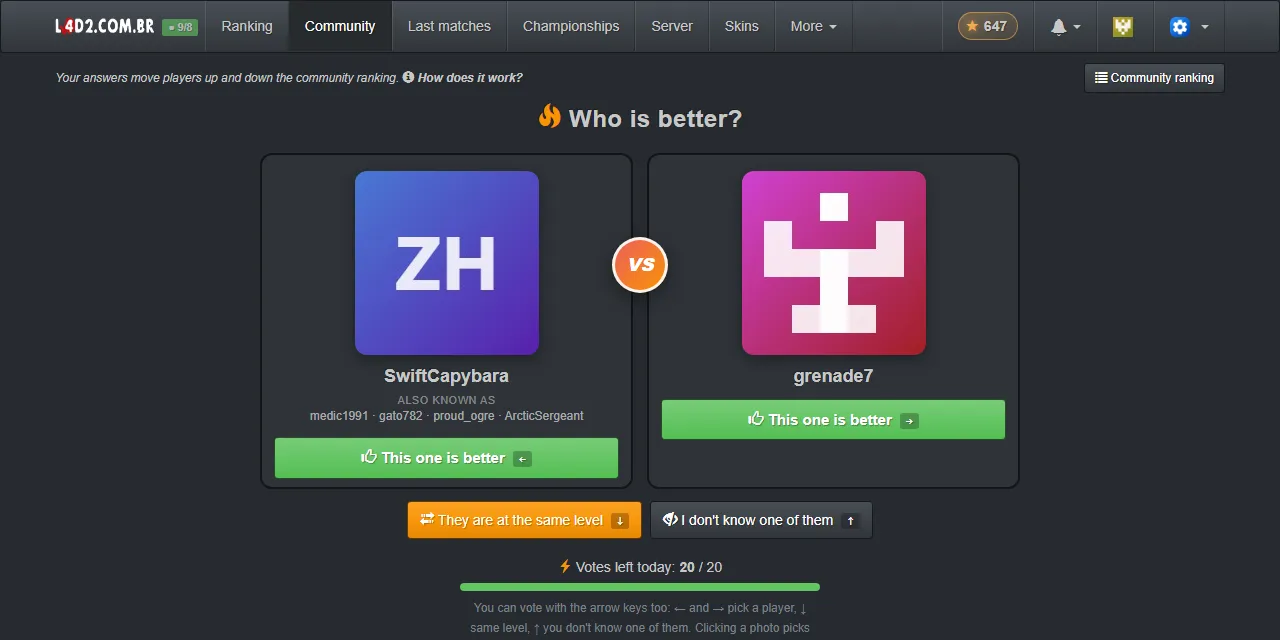 L4D2.COM.BR 9/8 Ranking Community Last matches Championships Server Skins More 647
Your answers move players up and down the community ranking. How does it work?
Community ranking
Who is better?
ZH
VS
SwiftCapybara
ALSO KNOWN AS
medic1991 · gato782 · proud_ogre · ArcticSergeant
This one is better ←
grenade7
This one is better →
They are at the same level ↓
I don't know one of them ↑
Votes left today: 20 / 20
You can vote with the arrow keys too: ← and → pick a player, ↓
same level, ↑ you don't know one of them. Clicking a photo picks